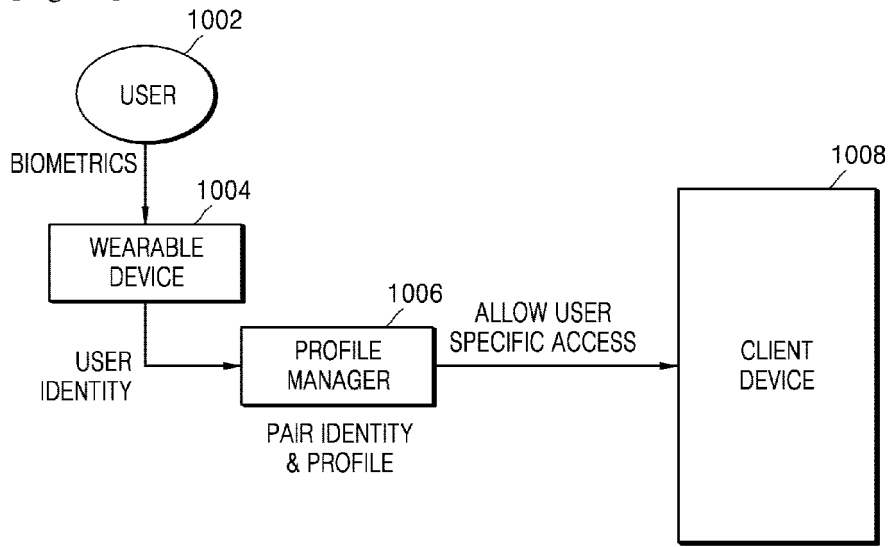 1002
USER
BIOMETRICS
1004
WEARABLE
DEVICE
USER
IDENTITY
1006
PROFILE
MANAGER
PAIR IDENTITY
& PROFILE
ALLOW USER
SPECIFIC ACCESS
1008
CLIENT
DEVICE